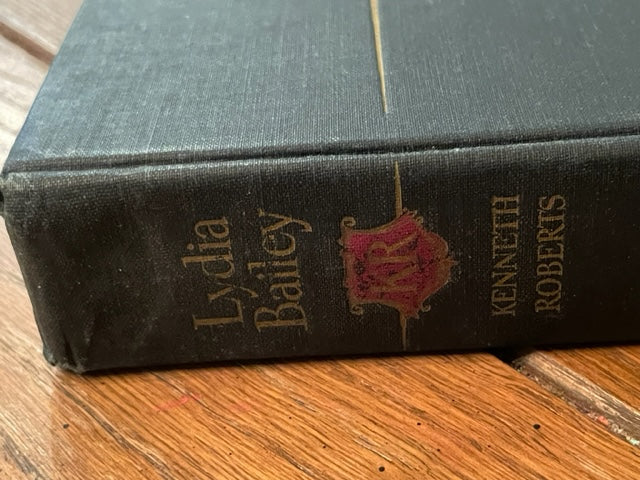 Lydia
Bailey
KR
KENNETH
ROBERTS